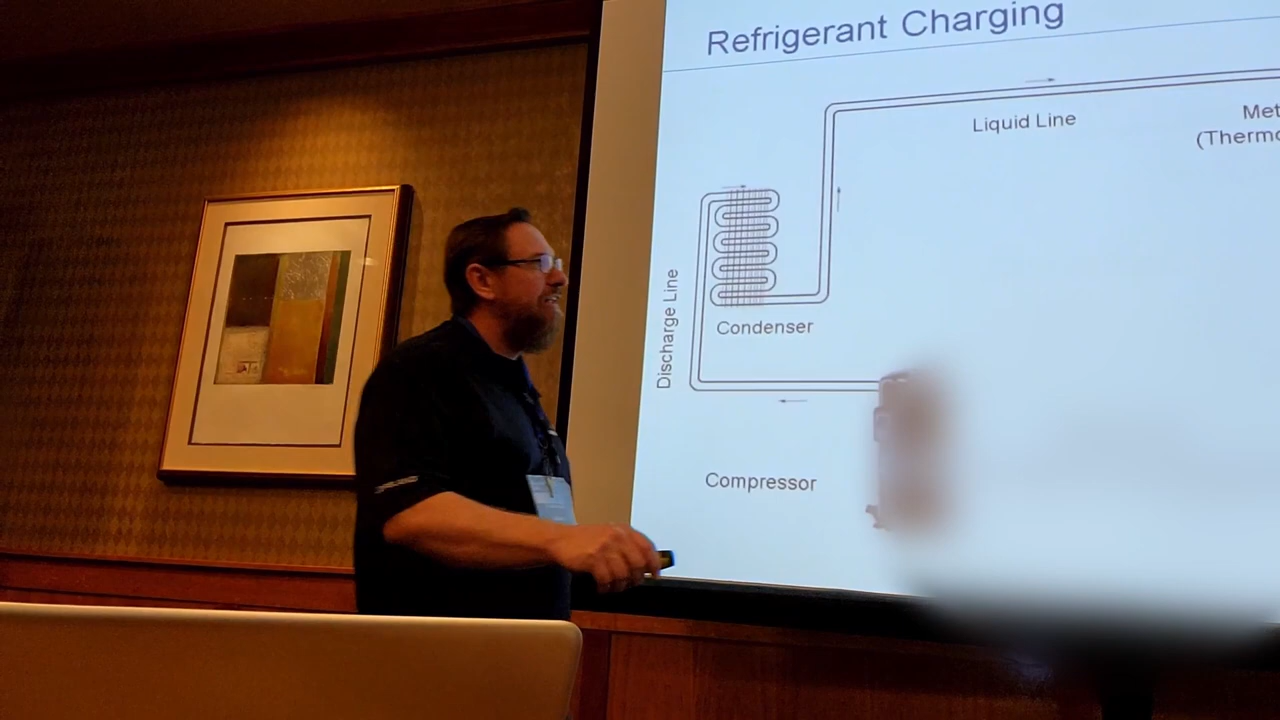 Refrigerant Charging
Liquid Line
Met
(Thermo
Discharge Line
Condenser
Compressor